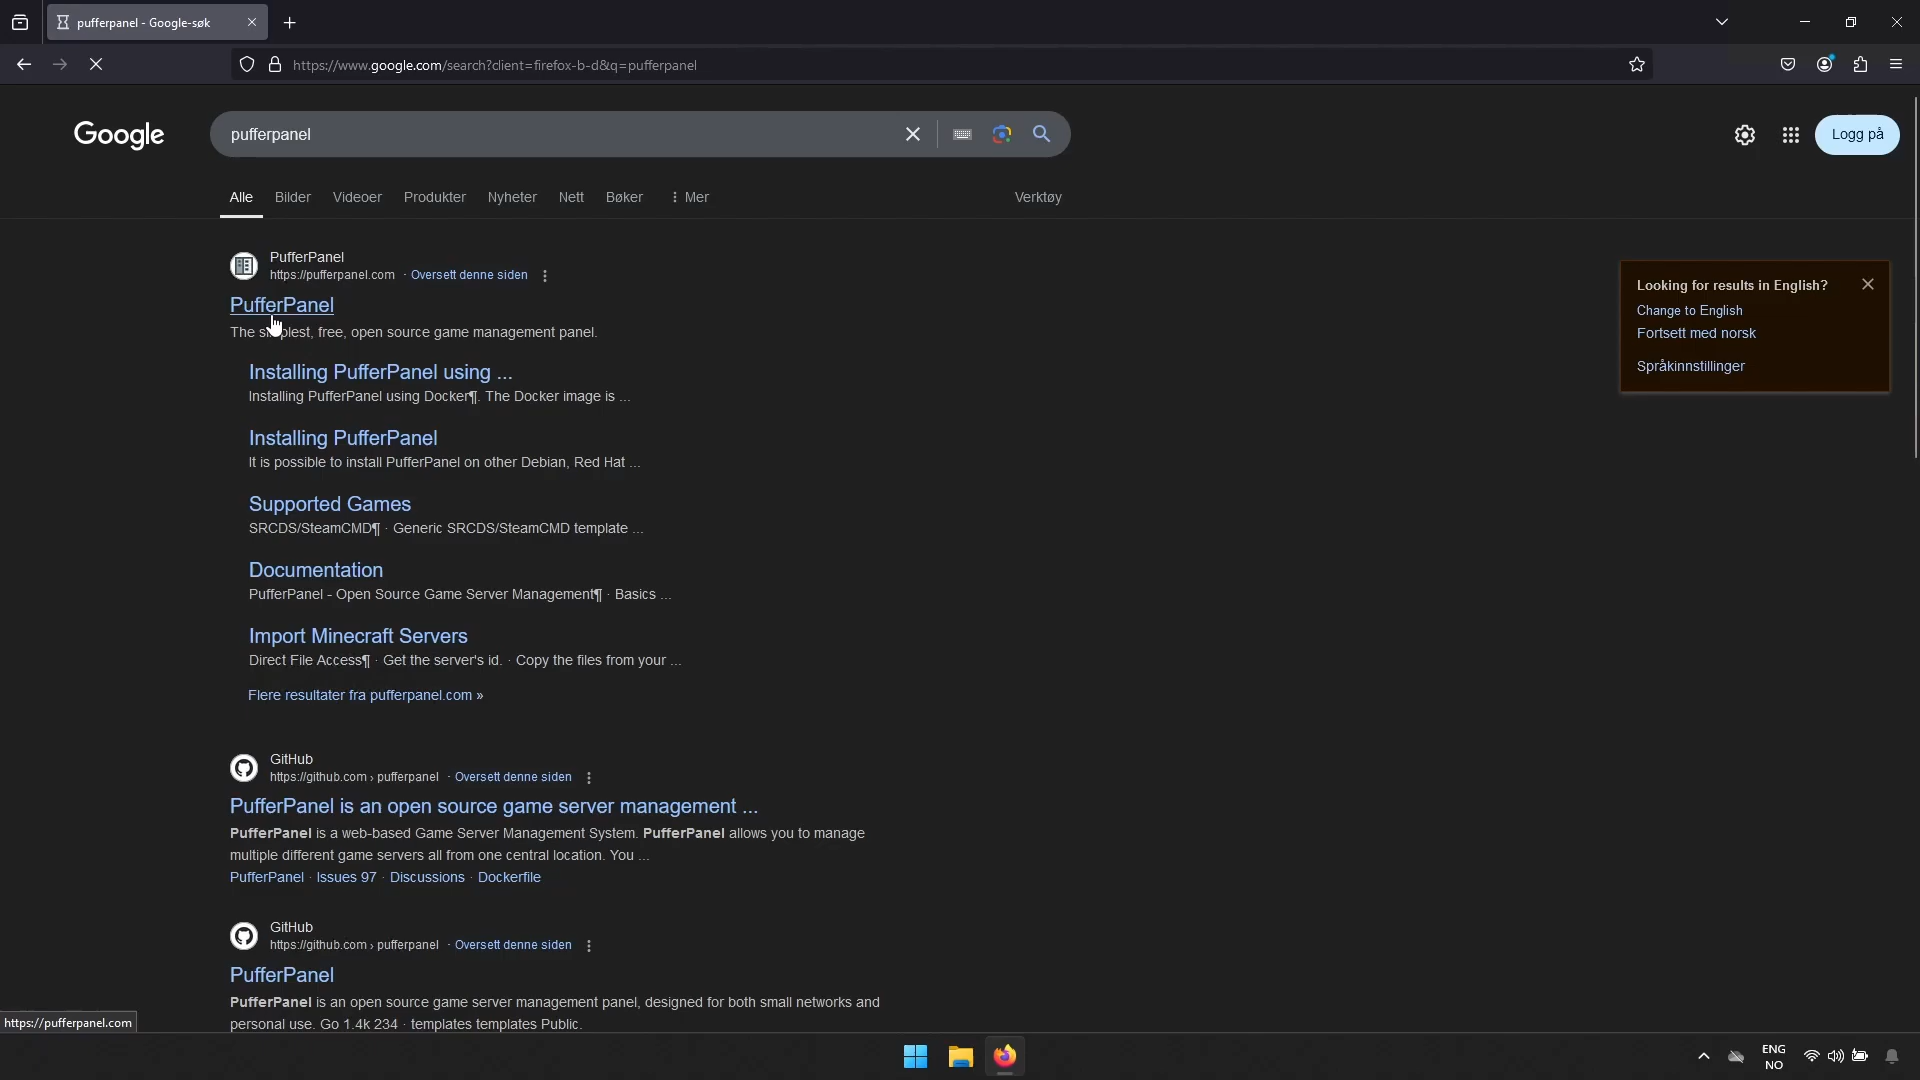 pufferpanel - Google-søk
https://www.google.com/search?client=firefox-b-d&q=pufferpanel
Google
pufferpanel
Logg på
Alle Bilder Videoer Produkter Nyheter Nett Bøker Mer Verktøy
PufferPanel
https://pufferpanel.com · Oversett denne siden
PufferPanel
The simplest, free, open source game management panel.
Looking for results in English?
Change to English
Fortsett med norsk
Språkinnstillinger
Installing PufferPanel using ...
Installing PufferPanel using Docker¶. The Docker image is ...
Installing PufferPanel
It is possible to install PufferPanel on other Debian, Red Hat ...
Supported Games
SRCDS/SteamCMD¶ · Generic SRCDS/SteamCMD template ...
Documentation
PufferPanel - Open Source Game Server Management¶ · Basics ...
Import Minecraft Servers
Direct File Access¶ · Get the server's id. · Copy the files from your ...
Flere resultater fra pufferpanel.com »
GitHub
https://github.com › pufferpanel · Oversett denne siden
PufferPanel is an open source game server management ...
PufferPanel is a web-based Game Server Management System. PufferPanel allows you to manage
multiple different game servers all from one central location. You ...
PufferPanel · Issues 97 · Discussions · Dockerfile
GitHub
https://github.com › pufferpanel · Oversett denne siden
PufferPanel
PufferPanel is an open source game server management panel, designed for both small networks and
personal use. Go 1.4k 234 · templates templates Public.
https://pufferpanel.com
ENG
NO